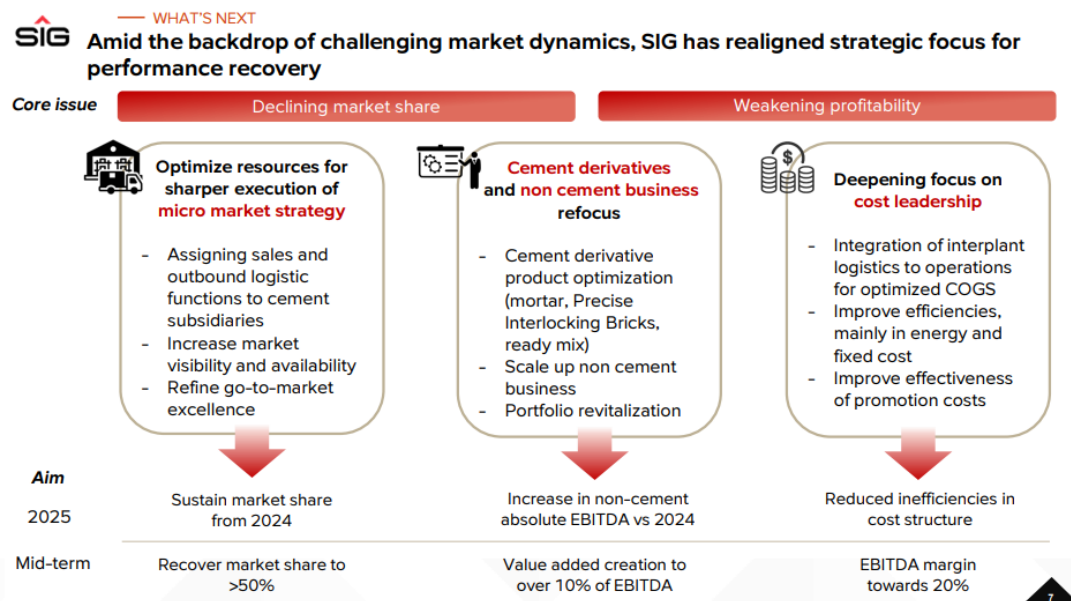 SIG
WHAT'S NEXT
Amid the backdrop of challenging market dynamics, SIG has realigned strategic focus for
performance recovery
Core issue
Declining market share
Weakening profitability
Optimize resources for
sharper execution of
micro market strategy
- Assigning sales and
outbound logistic
functions to cement
subsidiaries
- Increase market
visibility and availability
- Refine go-to-market
excellence
Cement derivatives
and non cement business
refocus
- Cement derivative
product optimization
(mortar, Precise
Interlocking Bricks,
ready mix)
- Scale up non cement
business
- Portfolio revitalization
$
Deepening focus on
cost leadership
- Integration of interplant
logistics to operations
for optimized COGS
- Improve efficiencies,
mainly in energy and
fixed cost
- Improve effectiveness
of promotion costs
Aim
2025
Sustain market share
from 2024
Increase in non-cement
absolute EBITDA vs 2024
Reduced inefficiencies in
cost structure
Mid-term
Recover market share to
>50%
Value added creation to
over 10% of EBITDA
EBITDA margin
towards 20%
7